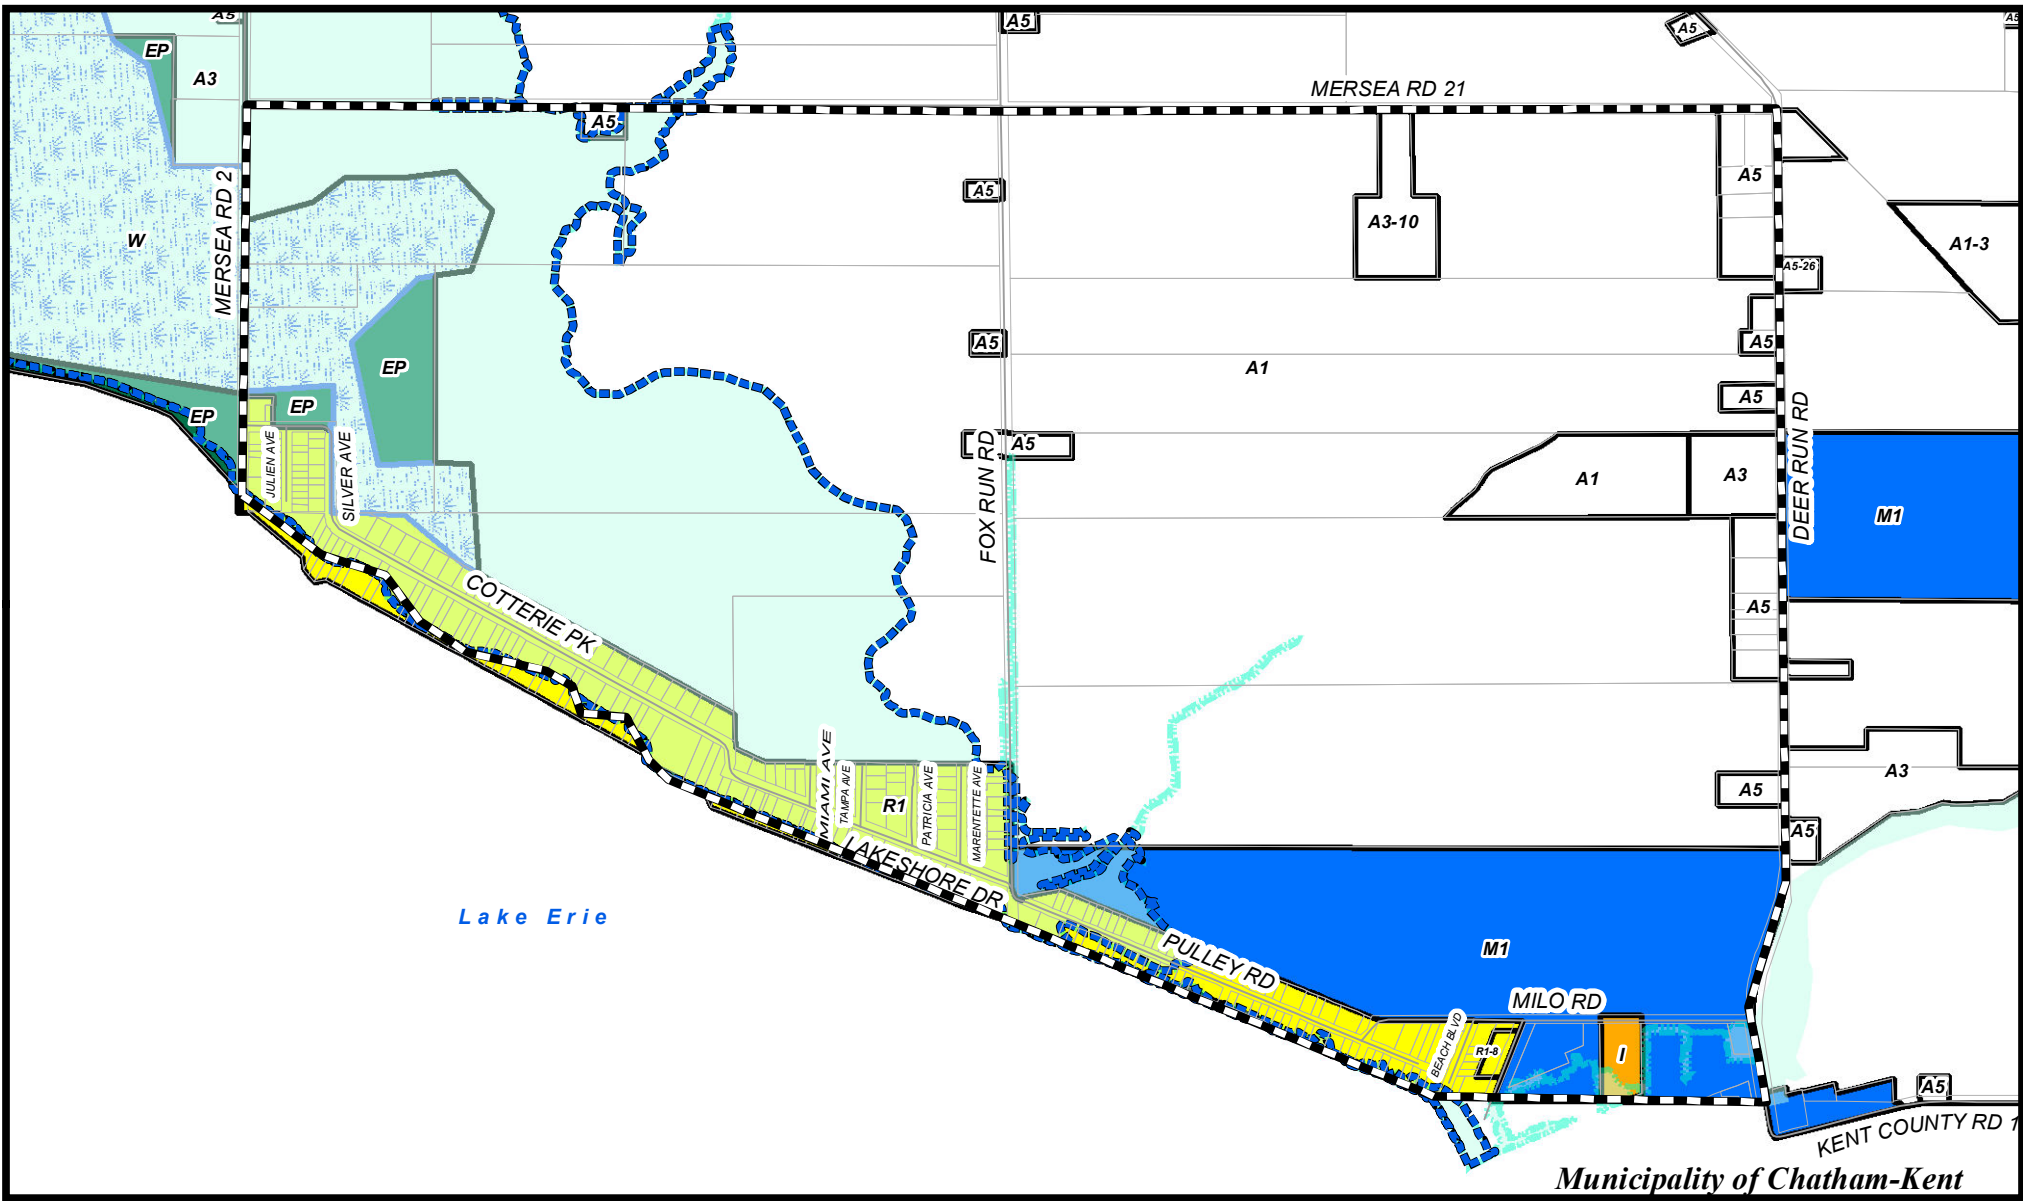 A5
A5
A5
A5
EP
A3
MERSEA RD 21
A5
A5
A5
MERSEA RD 2
A3-10
W
A1-3
A5-26
A5
A5
EP
A1
A5
EP
EP
A5
JULIEN AVE
SILVER AVE
FOX RUN RD
A1
A3
DEER RUN RD
M1
COTTERIE PK
A5
MIAMI AVE
TAMPA AVE
R1
PATRICIA AVE
MARENTETTE AVE
A3
A5
A5
LAKESHORE DR
Lake Erie
PULLEY RD
M1
MILO RD
BEACH BLVD
R1-8
I
A5
KENT COUNTY RD 1
Municipality of Chatham-Kent